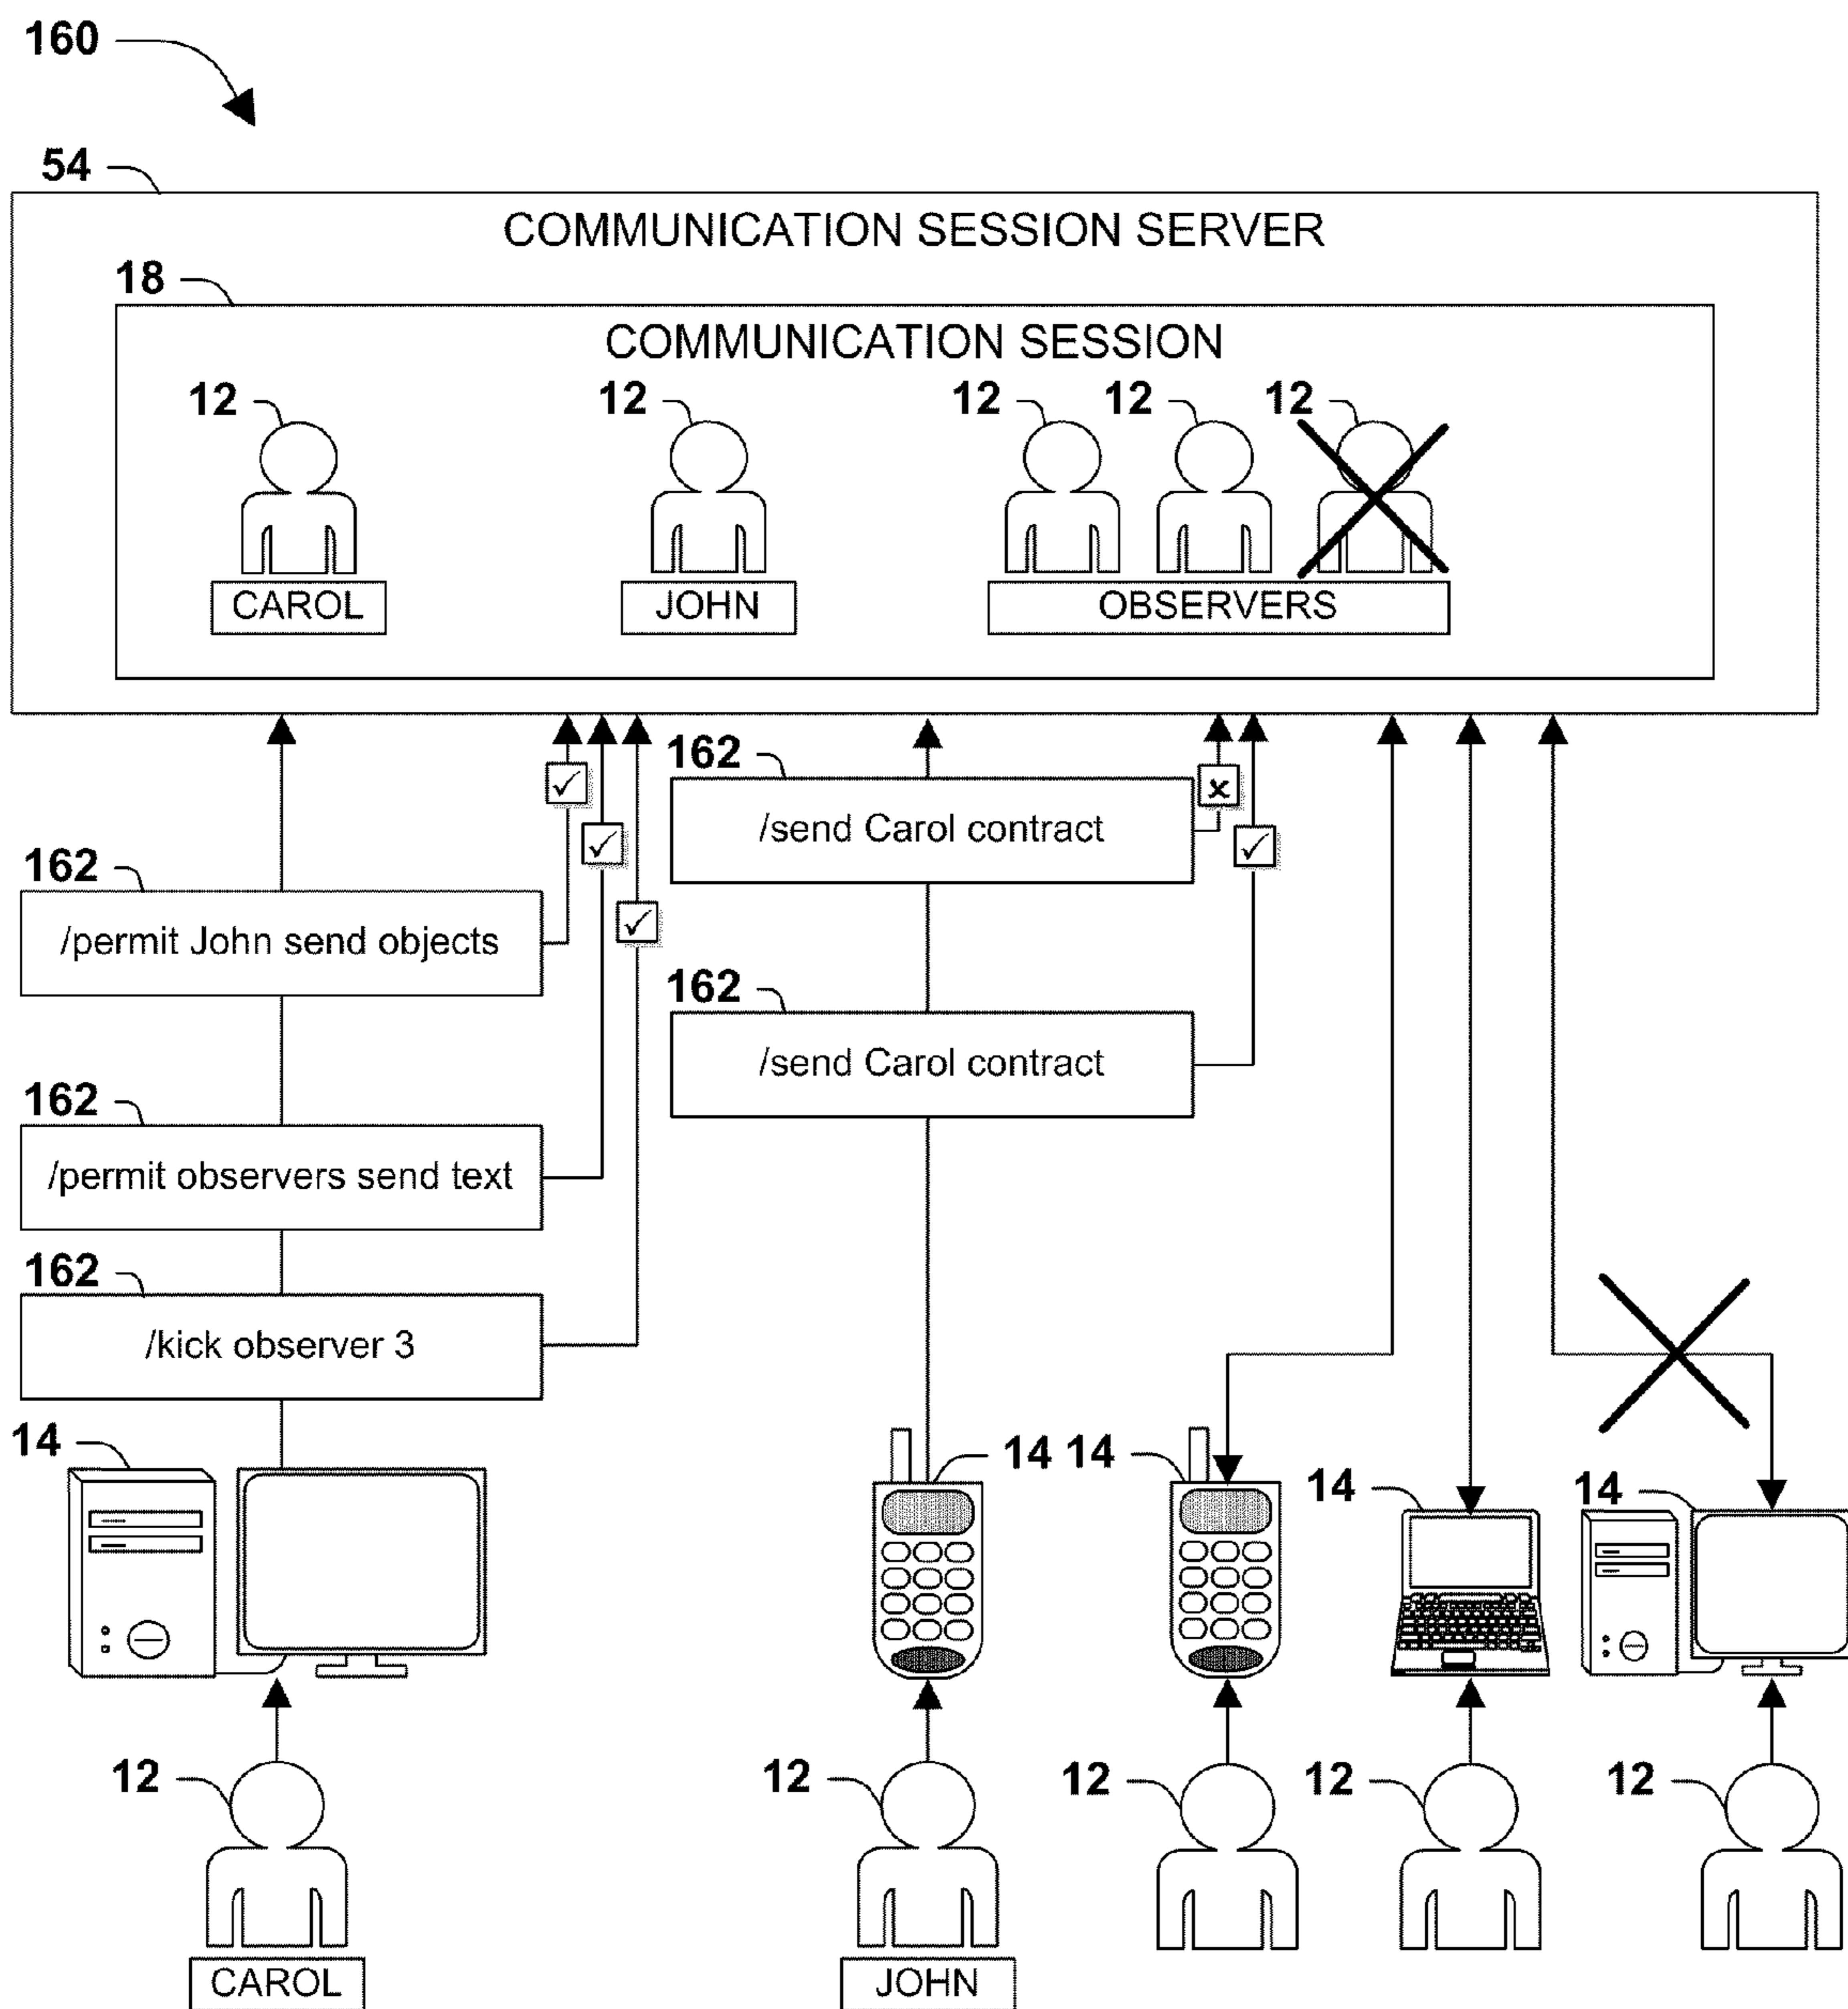 160
54
COMMUNICATION SESSION SERVER
18
COMMUNICATION SESSION
12 12 12 12 12
CAROL JOHN OBSERVERS
162
/send Carol contract
162
/permit John send objects
162
/send Carol contract
162
/permit observers send text
162
/kick observer 3
14 14 14 14 14
12 12 12 12 12
CAROL JOHN